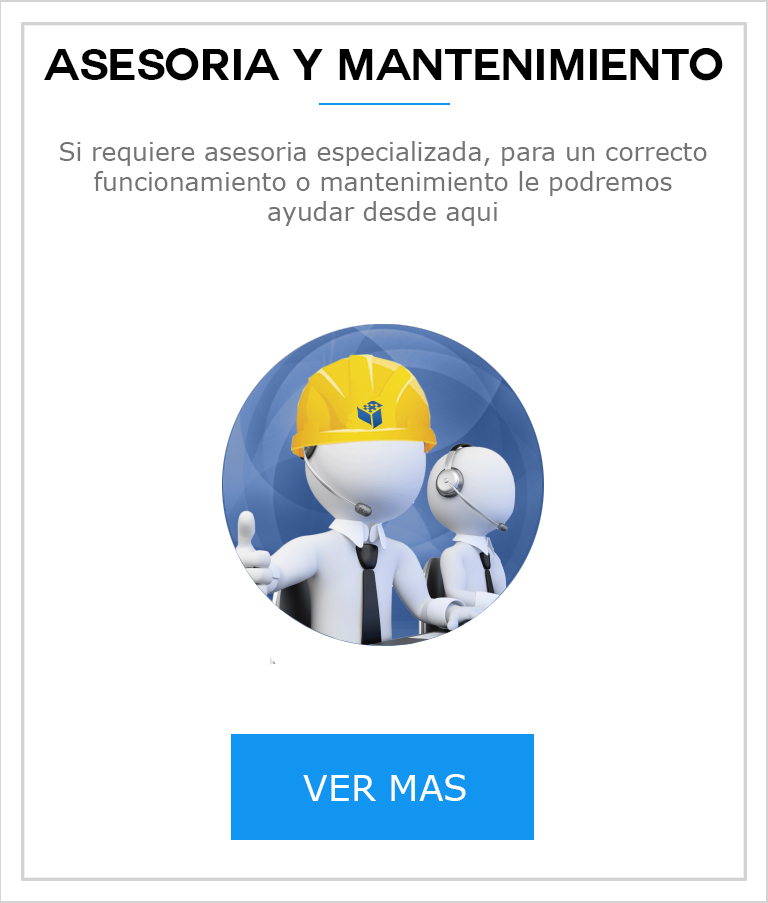 ASESORIA Y MANTENIMIENTO
Si requiere asesoria especializada, para un correcto
funcionamiento o mantenimiento le podremos
ayudar desde aqui
VER MAS